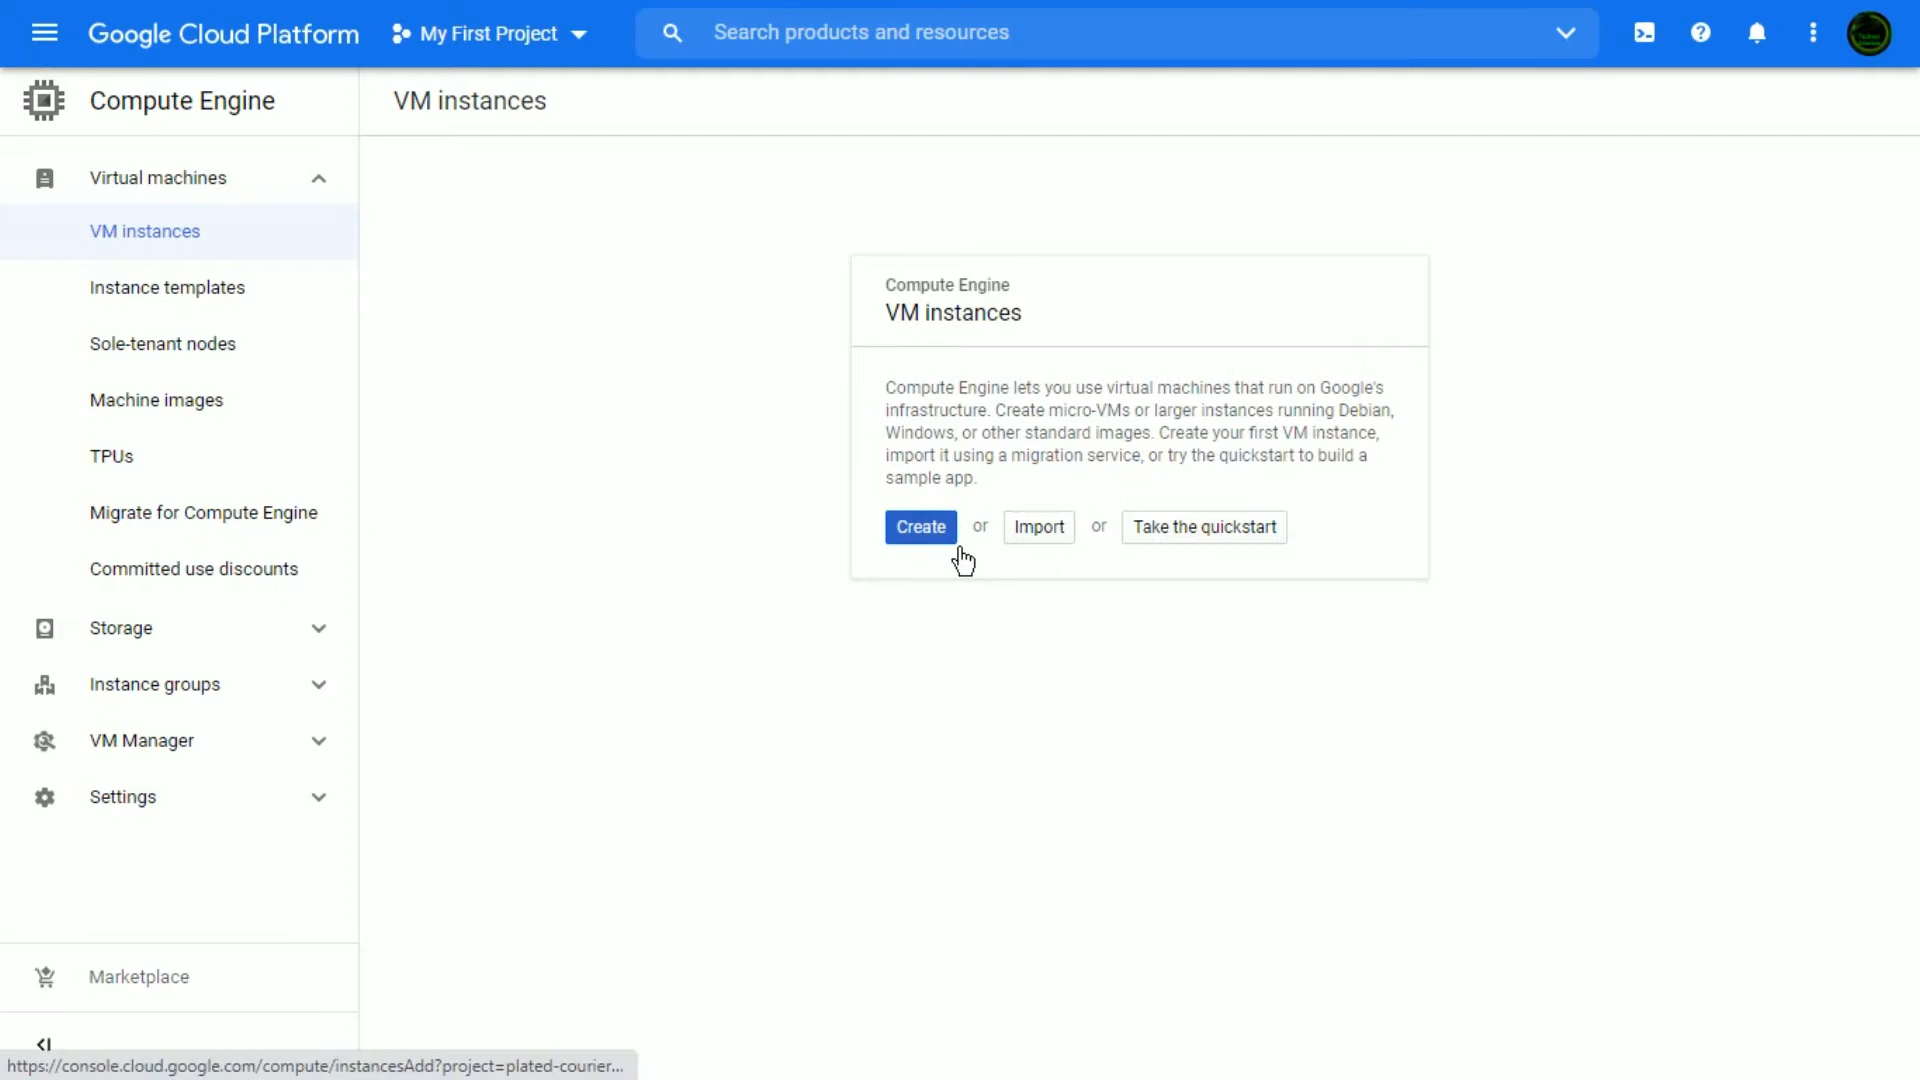 Google Cloud Platform
My First Project
Search products and resources
Compute Engine
VM instances
Virtual machines
VM instances
Instance templates
Sole-tenant nodes
Machine images
TPUs
Migrate for Compute Engine
Committed use discounts
Storage
Instance groups
VM Manager
Settings
Marketplace
Compute Engine
VM instances
Compute Engine lets you use virtual machines that run on Google's
infrastructure. Create micro-VMs or larger instances running Debian,
Windows, or other standard images. Create your first VM instance,
import it using a migration service, or try the quickstart to build a
sample app.
Create or Import or Take the quickstart
https://console.cloud.google.com/compute/instancesAdd?project=plated-courier...